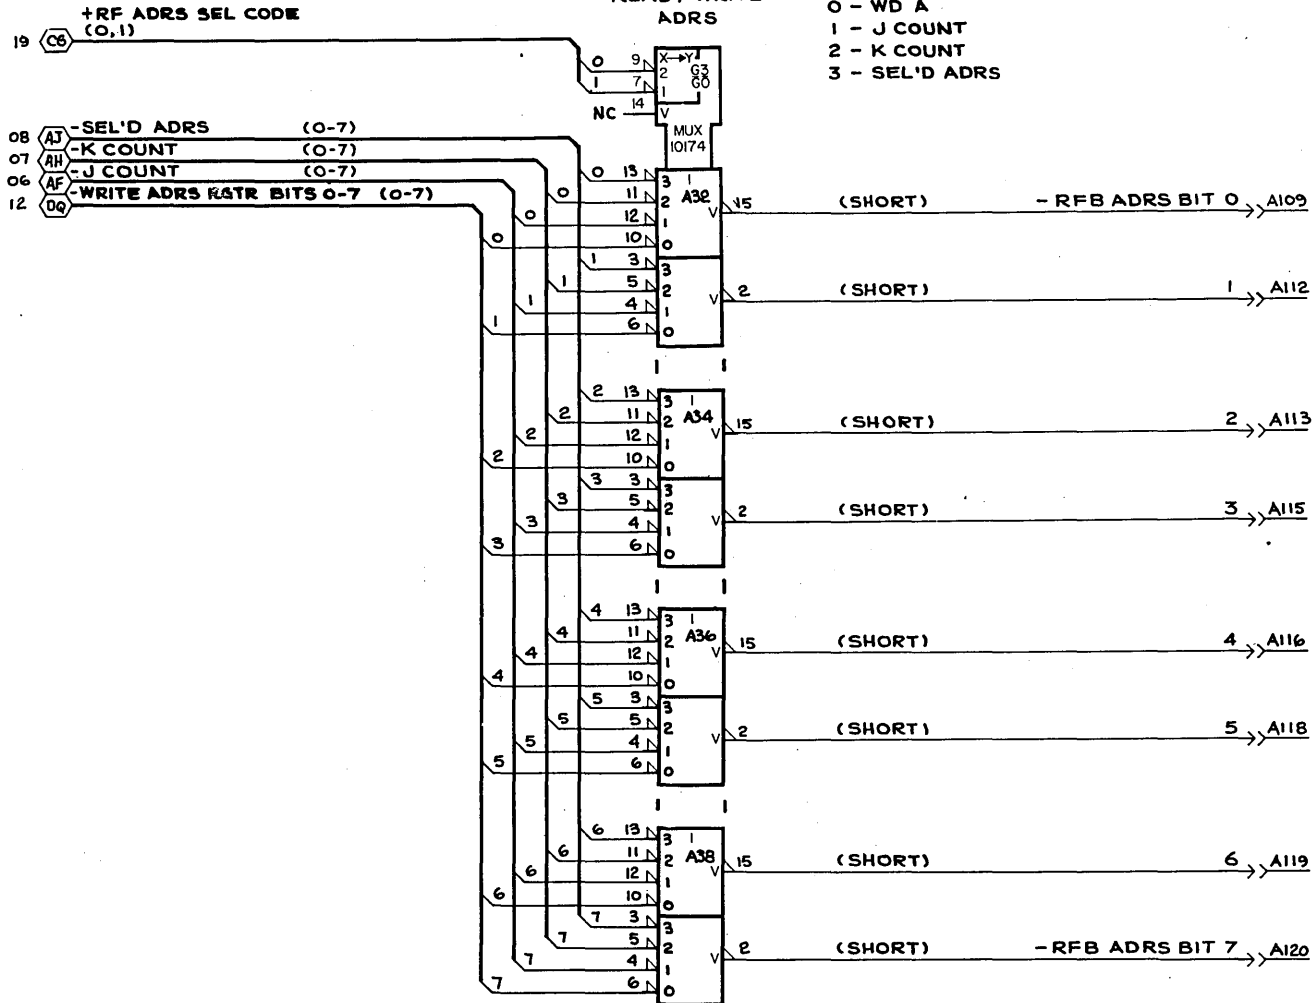 +RF ADRS SEL CODE
(0,1)
19 C6
ADRS
0 - WD A
1 - J COUNT
2 - K COUNT
3 - SEL'D ADRS
0 9 X→Y G3
1 7 2 G0
1
NC 14 V
MUX
10174
08 AJ -SEL'D ADRS (0-7)
07 AH -K COUNT (0-7)
06 AF -J COUNT (0-7)
12 DQ -WRITE ADRS RGTR BITS 0-7 (0-7)
0 13 3 1
0 11 2 A32 V 15 (SHORT) -RFB ADRS BIT 0 A109
0 12 1
0 10 0
1 3 3
1 5 2 V 2 (SHORT) 1 A112
1 4 1
1 6 0
2 13 3 1
2 11 2 A34 V 15 (SHORT) 2 A113
2 12 1
2 10 0
3 3 3
3 5 2 V 2 (SHORT) 3 A115
3 4 1
3 6 0
4 13 3 1
4 11 2 A36 V 15 (SHORT) 4 A116
4 12 1
4 10 0
5 3 3
5 5 2 V 2 (SHORT) 5 A118
5 4 1
5 6 0
6 13 3 1
6 11 2 A38 V 15 (SHORT) 6 A119
6 12 1
6 10 0
7 3 3
7 5 2 V 2 (SHORT) -RFB ADRS BIT 7 A120
7 4 1
7 6 0